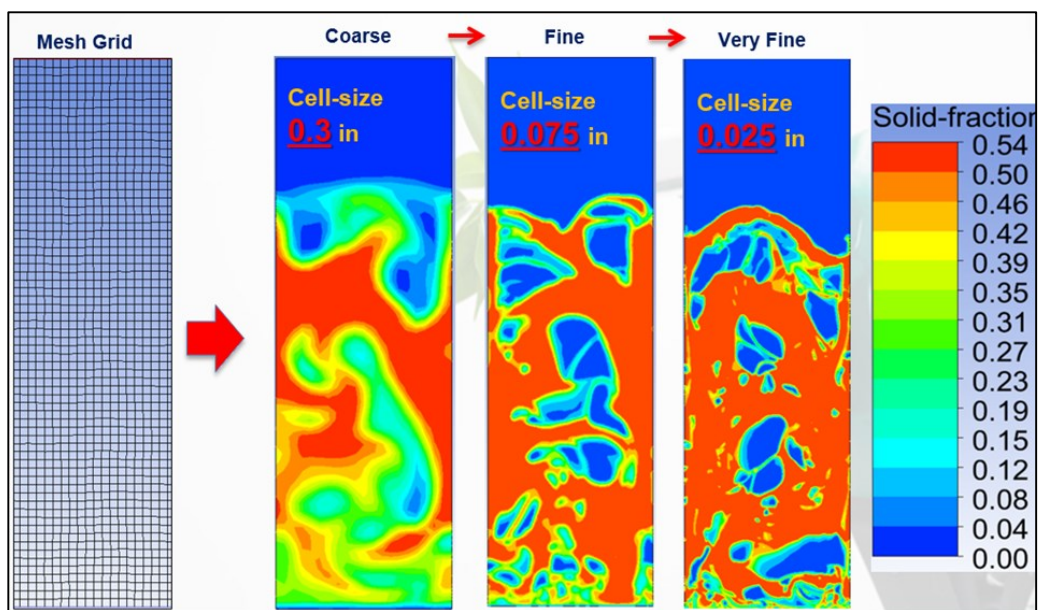 Mesh Grid
Coarse
Fine
Very Fine
Cell-size
0.3 in
Cell-size
0.075 in
Cell-size
0.025 in
Solid-fraction
0.54
0.50
0.46
0.42
0.39
0.35
0.31
0.27
0.23
0.19
0.15
0.12
0.08
0.04
0.00